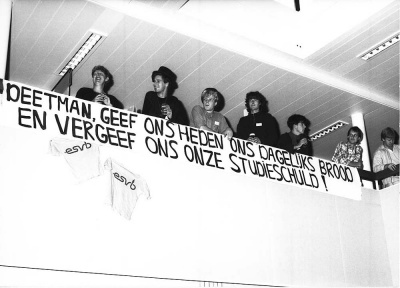 DEETMAN, GEEF ONS HEDEN ONS DAGELIJKS BROOD
EN VERGEEF ONS ONZE STUDIESCHULD!
esvb
esvb